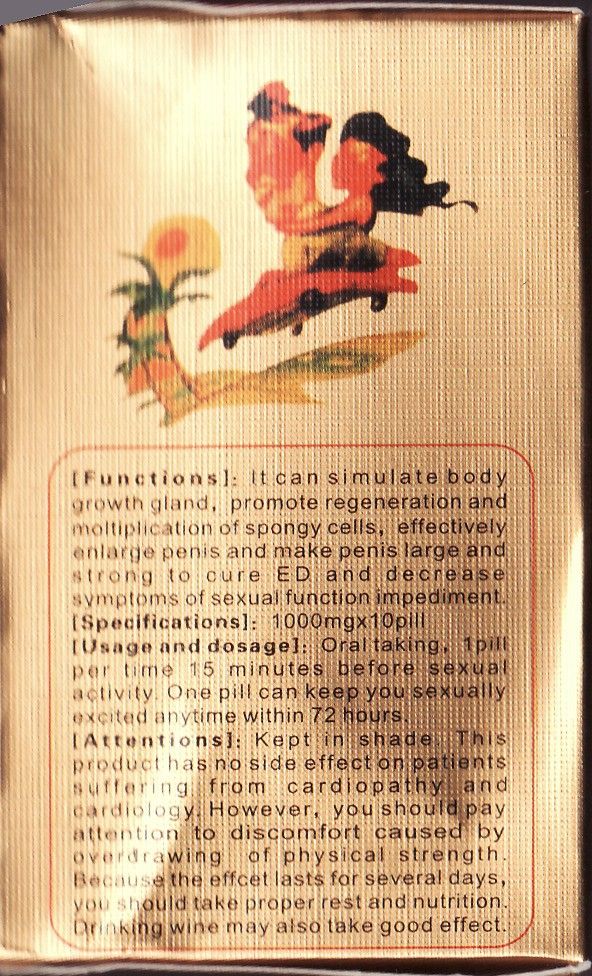 [Functions]: It can simulate body
growth gland, promote regeneration and
moltiplication of spongy cells, effectively
enlarge penis and make penis large and
strong to cure ED and decrease
symptoms of sexual function impediment.
[Specifications]: 1000mgx10pill
[Usage and dosage]: Oral taking, 1pill
per time 15 minutes before sexual
activity. One pill can keep you sexually
excited anytime within 72 hours.
[Attentions]: Kept in shade. This
product has no side effect on patients
suffering from cardiopathy and
cardiology. However, you should pay
attention to discomfort caused by
overdrawing of physical strength.
Because the effcet lasts for several days,
you should take proper rest and nutrition.
Drinking wine may also take good effect.